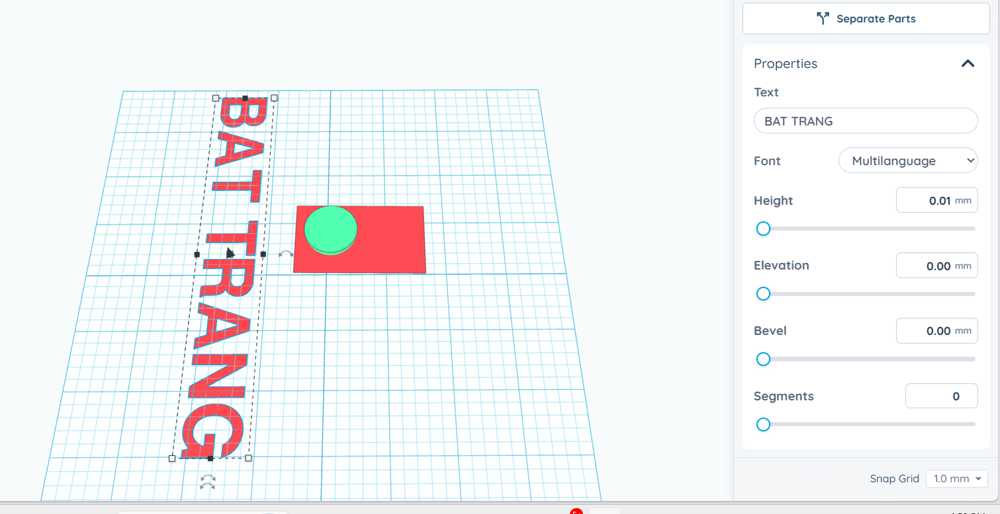 Separate Parts
Properties
Text
BAT TRANG
Font Multilanguage
Height 0.01 mm
Elevation 0.00 mm
Bevel 0.00 mm
Segments 0
Snap Grid 1.0 mm
BAT TRANG